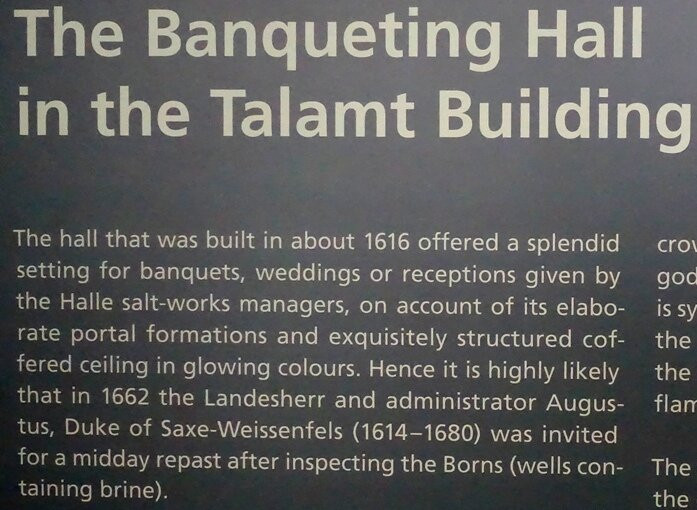 The Banqueting Hall
in the Talamt Building
The hall that was built in about 1616 offered a splendid
setting for banquets, weddings or receptions given by
the Halle salt-works managers, on account of its elabo-
rate portal formations and exquisitely structured cof-
fered ceiling in glowing colours. Hence it is highly likely
that in 1662 the Landesherr and administrator Augus-
tus, Duke of Saxe-Weissenfels (1614–1680) was invited
for a midday repast after inspecting the Borns (wells con-
taining brine).
is
the
the
The
the